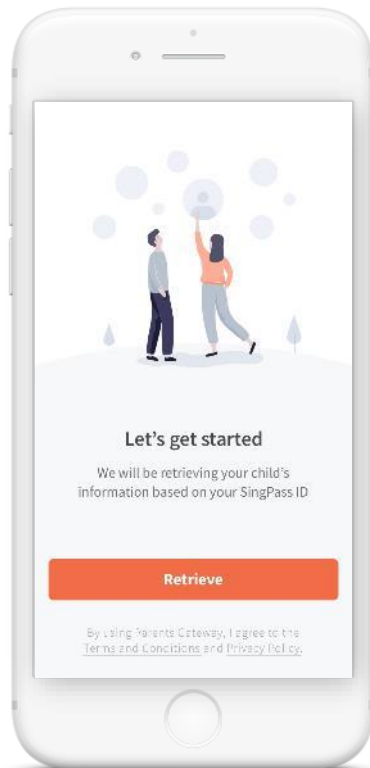 Let's get started
We will be retrieving your child's
information based on your SingPass ID
Retrieve
By using Parents Gateway, I agree to the
Terms and Conditions and Privacy Policy.